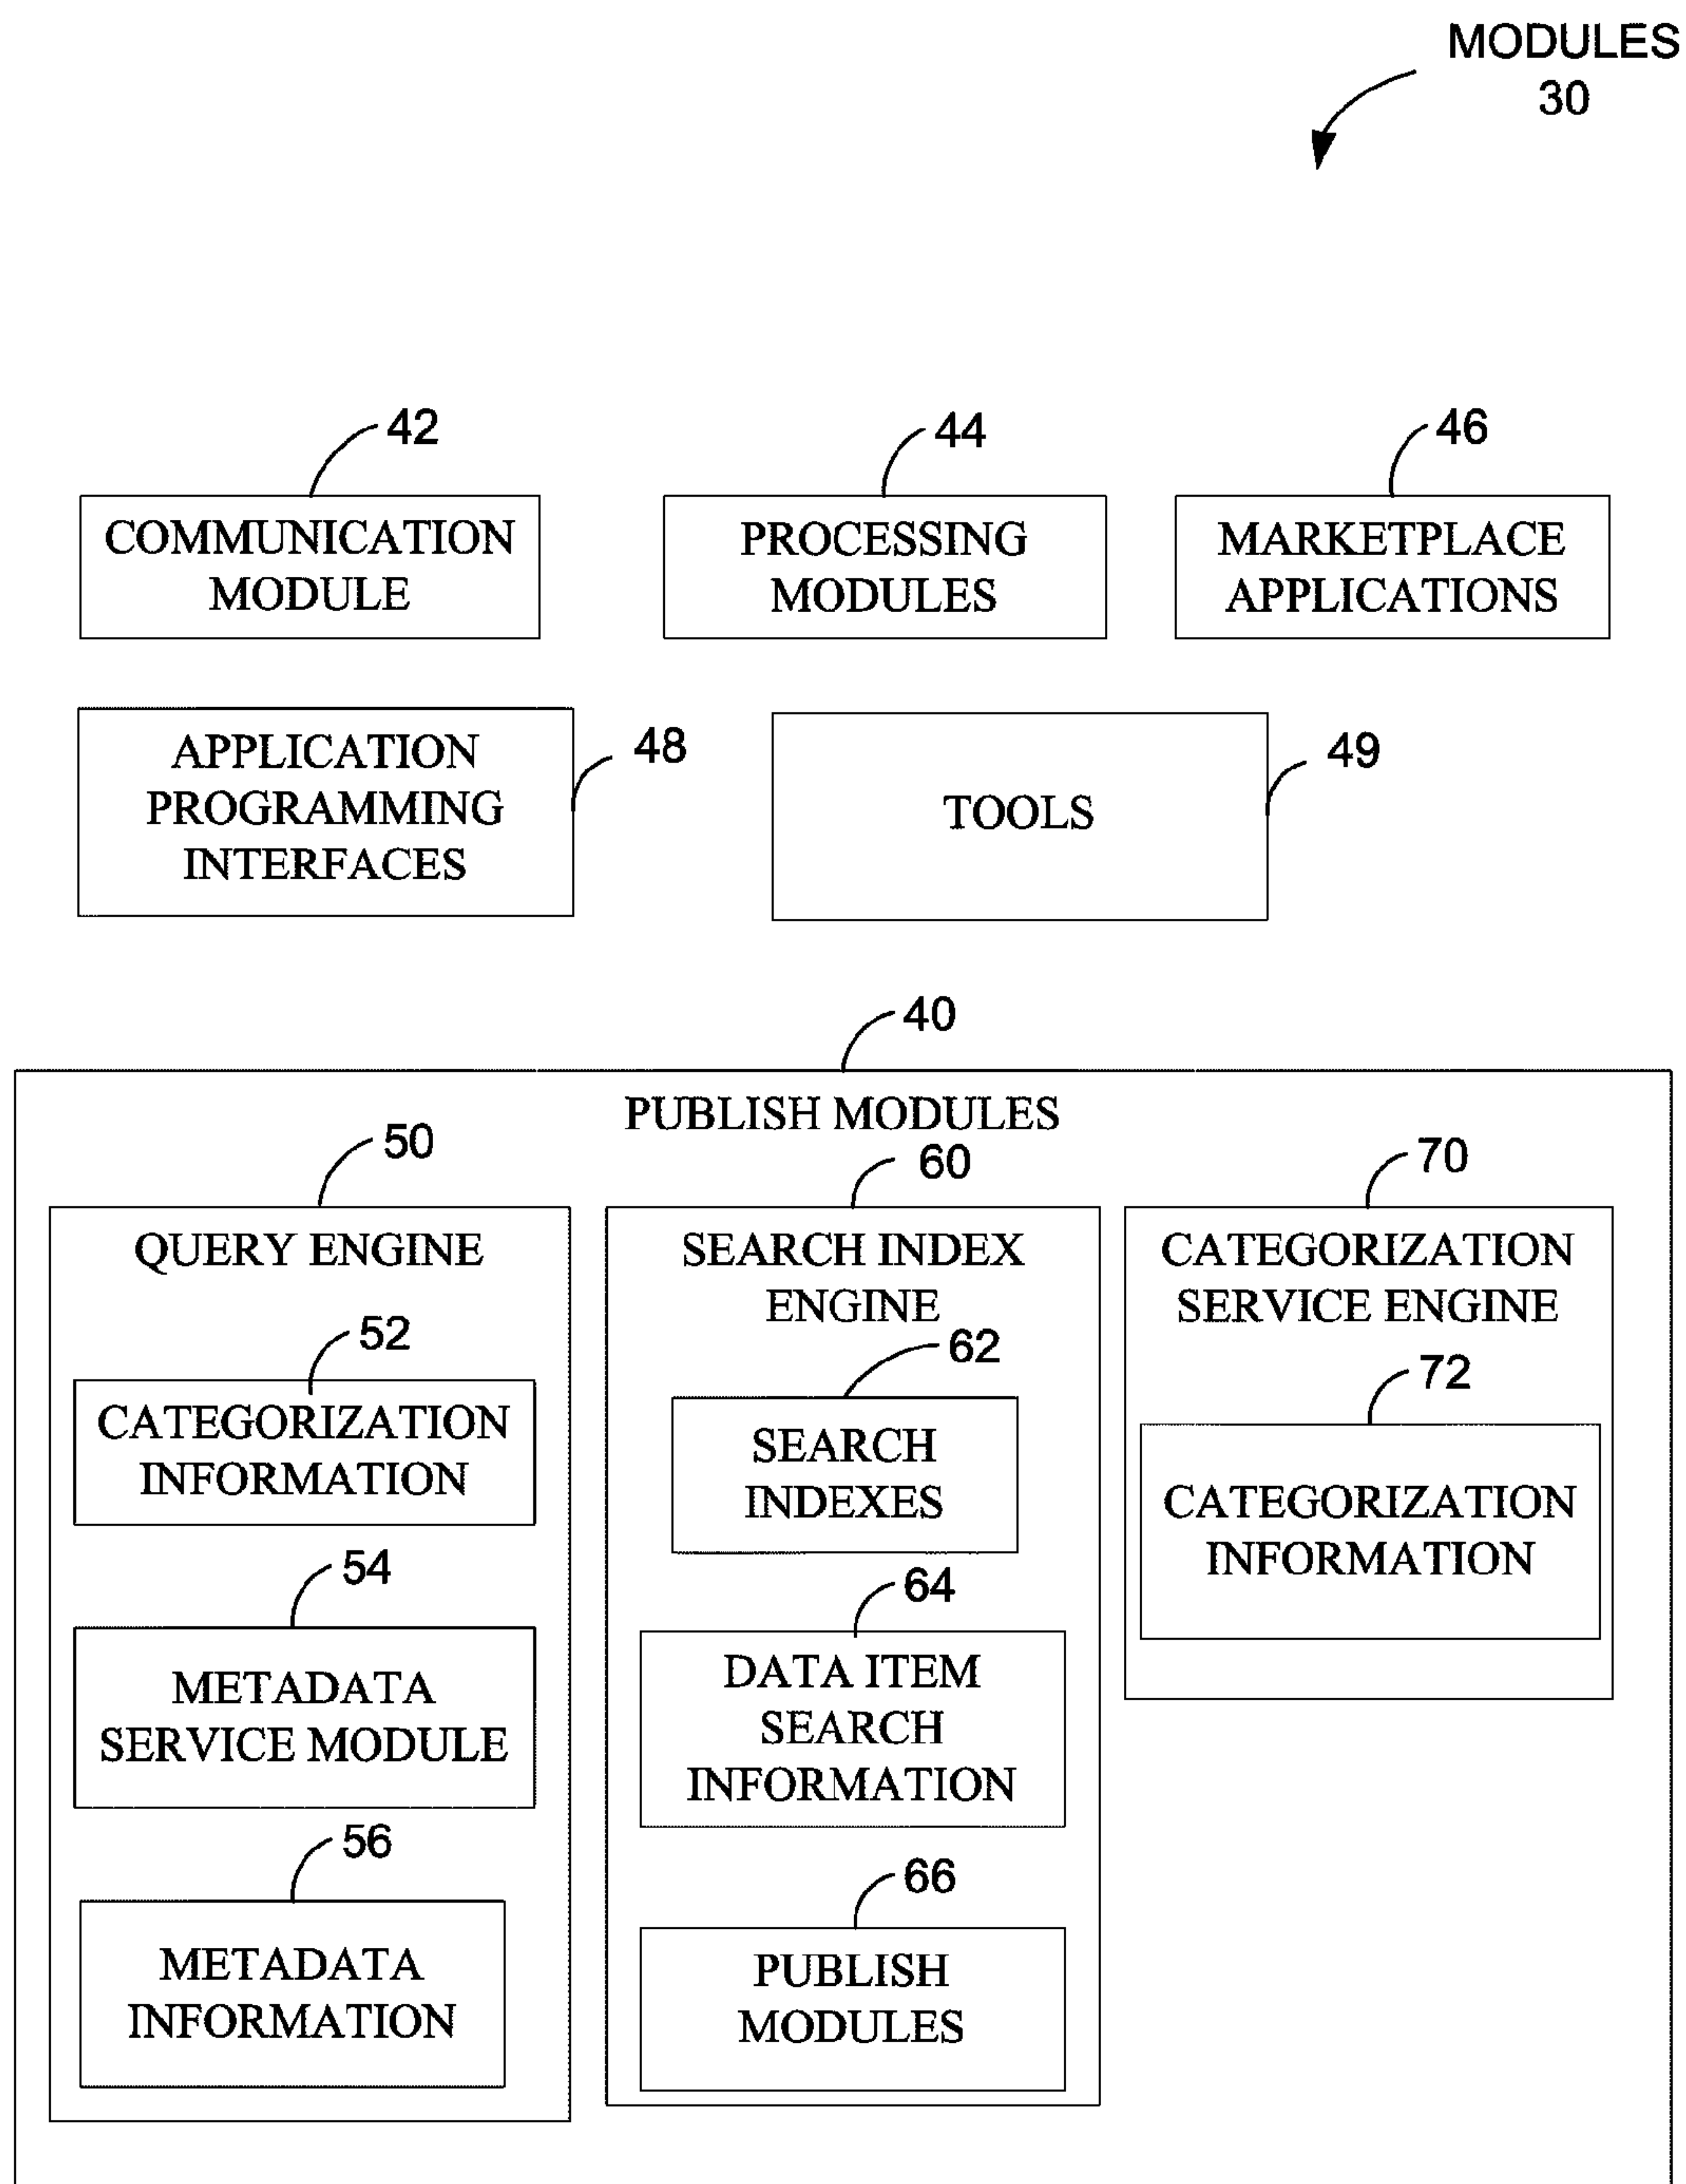 MODULES
30
42
44
46
COMMUNICATION
MODULE
PROCESSING
MODULES
MARKETPLACE
APPLICATIONS
APPLICATION
PROGRAMMING
INTERFACES
48
TOOLS
49
40
PUBLISH MODULES
50
QUERY ENGINE
52
CATEGORIZATION
INFORMATION
54
METADATA
SERVICE MODULE
56
METADATA
INFORMATION
60
SEARCH INDEX
ENGINE
62
SEARCH
INDEXES
64
DATA ITEM
SEARCH
INFORMATION
66
PUBLISH
MODULES
70
CATEGORIZATION
SERVICE ENGINE
72
CATEGORIZATION
INFORMATION